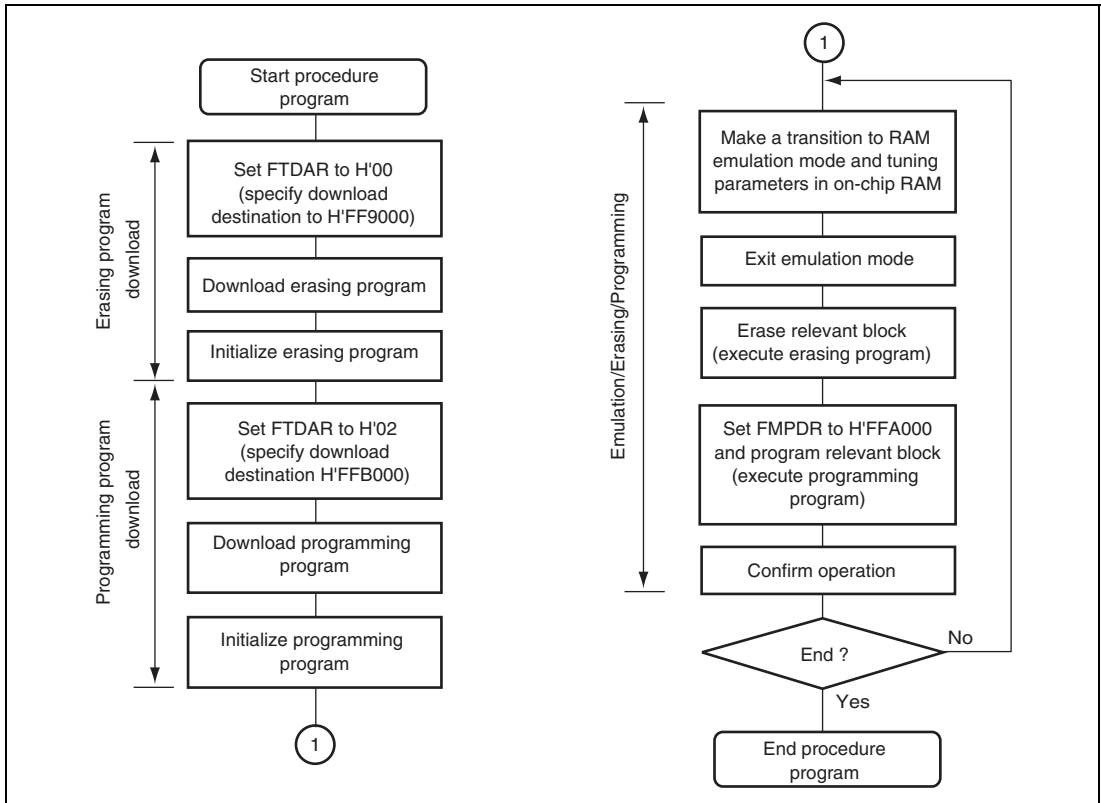 Start procedure
program
Erasing program
download
Set FTDAR to H'00
(specify download
destination to H'FF9000)
Download erasing program
Initialize erasing program
Programming program
download
Set FTDAR to H'02
(specify download
destination H'FFB000)
Download programming
program
Initialize programming
program
1
1
Emulation/Erasing/Programming
Make a transition to RAM
emulation mode and tuning
parameters in on-chip RAM
Exit emulation mode
Erase relevant block
(execute erasing program)
Set FMPDR to H'FFA000
and program relevant block
(execute programming
program)
Confirm operation
End ?
No
Yes
End procedure
program